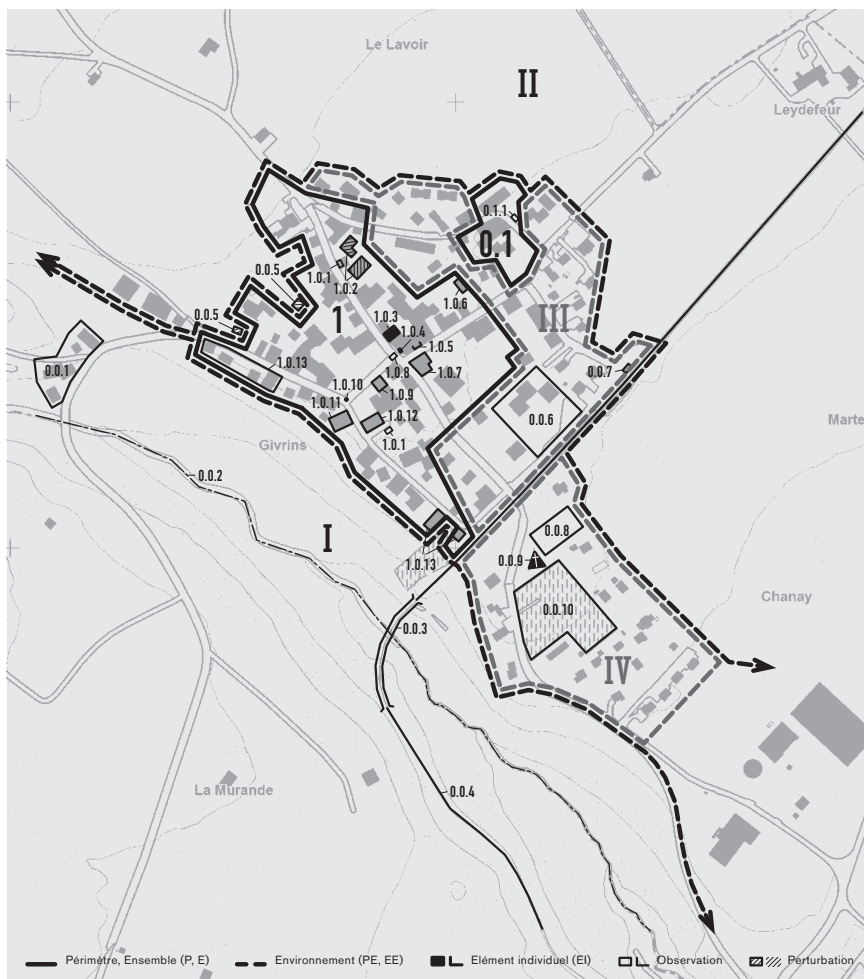 Le Lavoir
II
Leydefeur
0.1.1
0.1
1.0.1
0.0.5
1.0.2
1.0.6
1
III
0.0.5
1.0.3
1.0.4
1.0.5
1.0.13
1.0.8
1.0.7
0.0.7
0.0.1
1.0.10
1.0.9
1.0.11
1.0.12
0.0.6
Marte
Givrins
1.0.1
0.0.2
I
0.0.8
1.0.13
0.0.9
Chanay
0.0.10
0.0.3
IV
La Murande
0.0.4
Périmètre, Ensemble (P, E) Environnement (PE, EE) Elément individuel (EI) Observation Perturbation